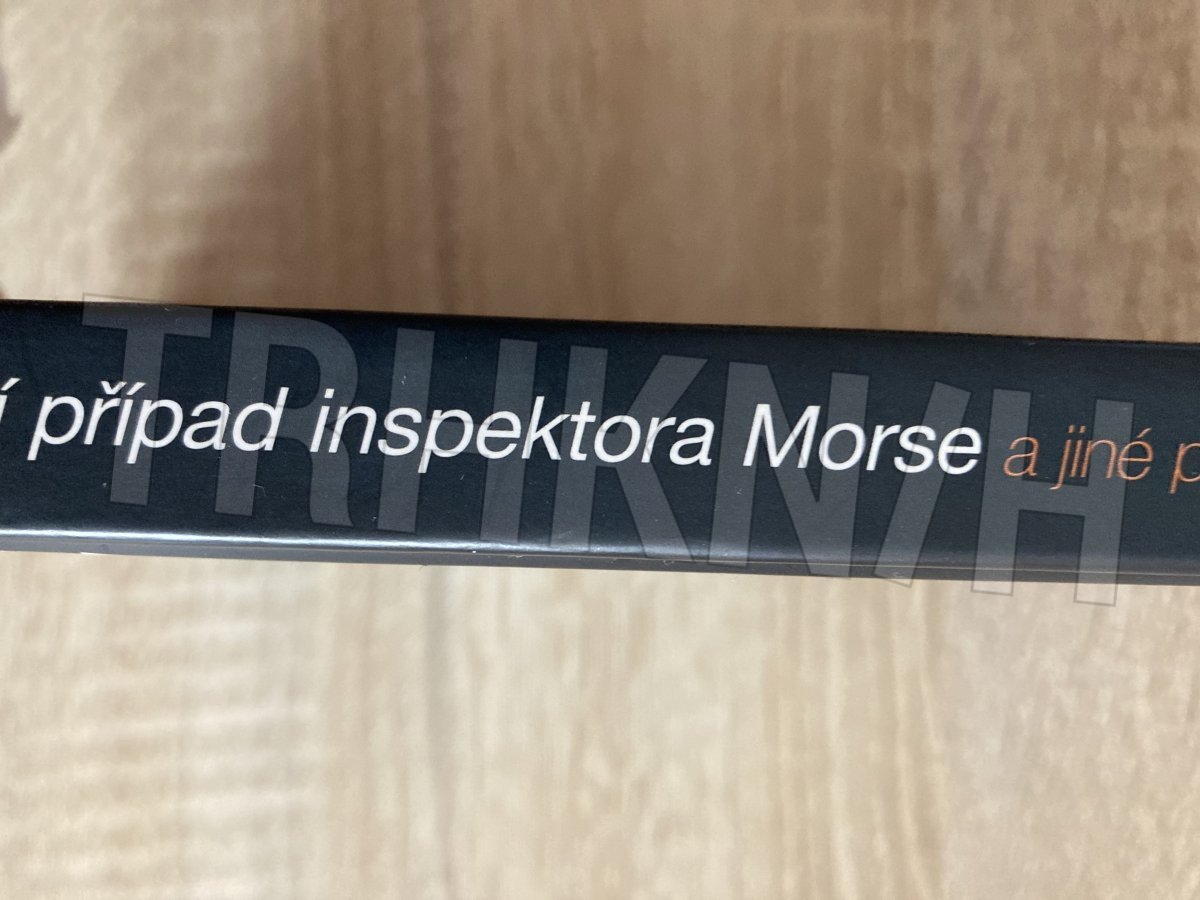 í případ inspektora Morse a jiné p
TRHKNIH